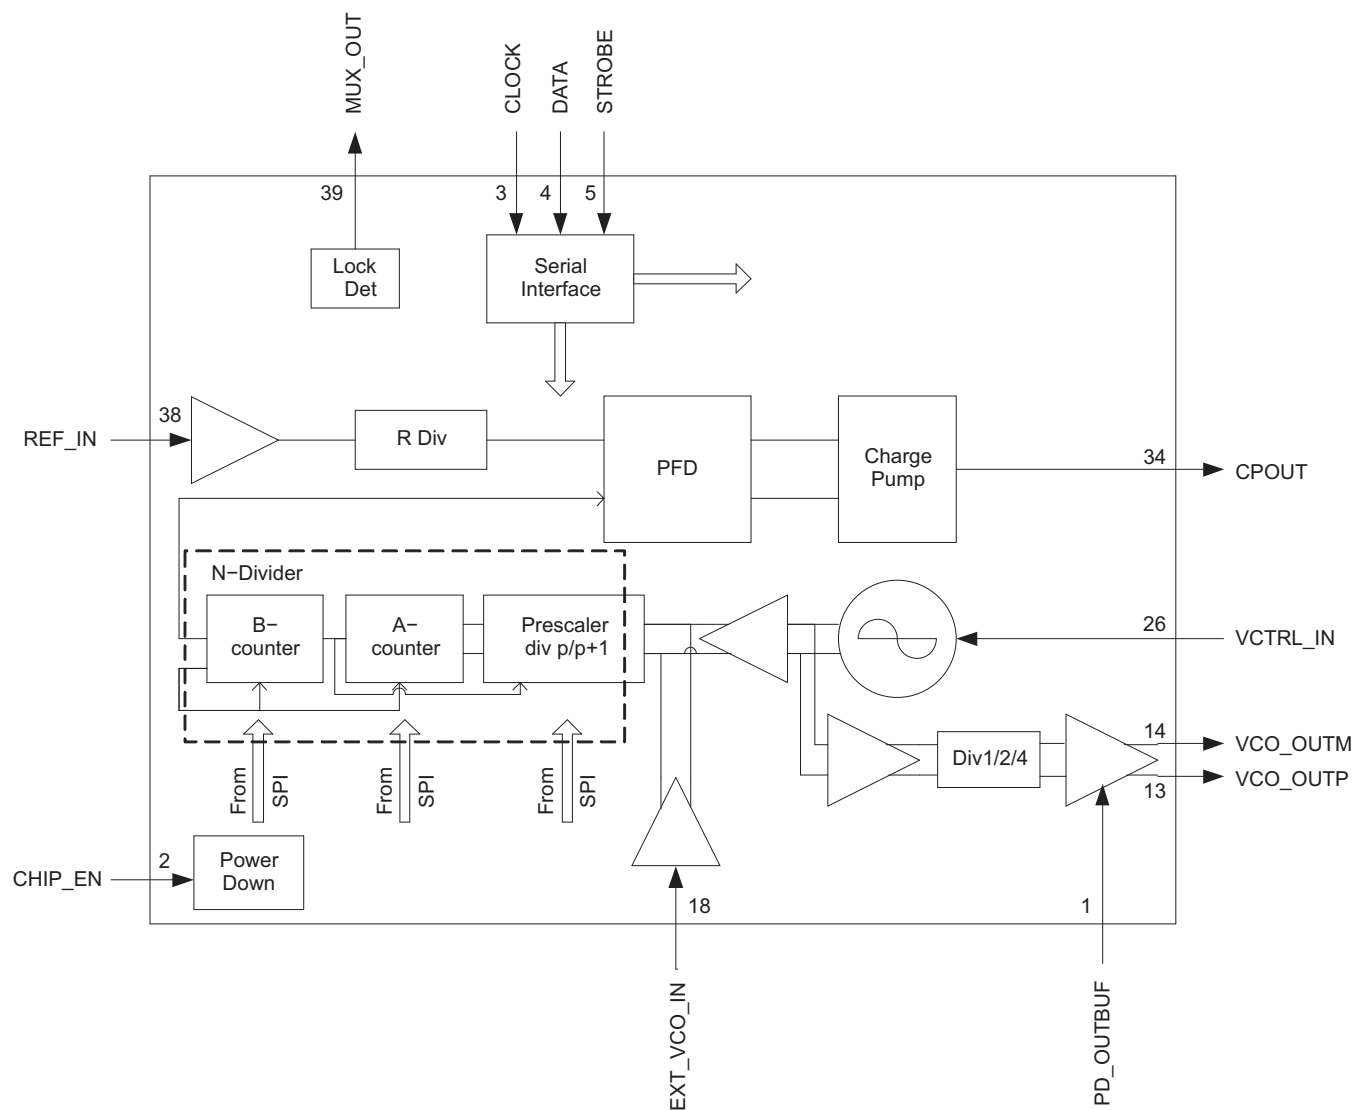 MUX_OUT
CLOCK
DATA
STROBE
39
3
4
5
Lock
Det
Serial
Interface
REF_IN
38
R Div
PFD
Charge
Pump
34
CPOUT
N−Divider
B−
counter
A−
counter
Prescaler
div p/p+1
26
VCTRL_IN
From
SPI
From
SPI
From
SPI
Div1/2/4
14
VCO_OUTM
13
VCO_OUTP
CHIP_EN
2
Power
Down
18
1
EXT_VCO_IN
PD_OUTBUF